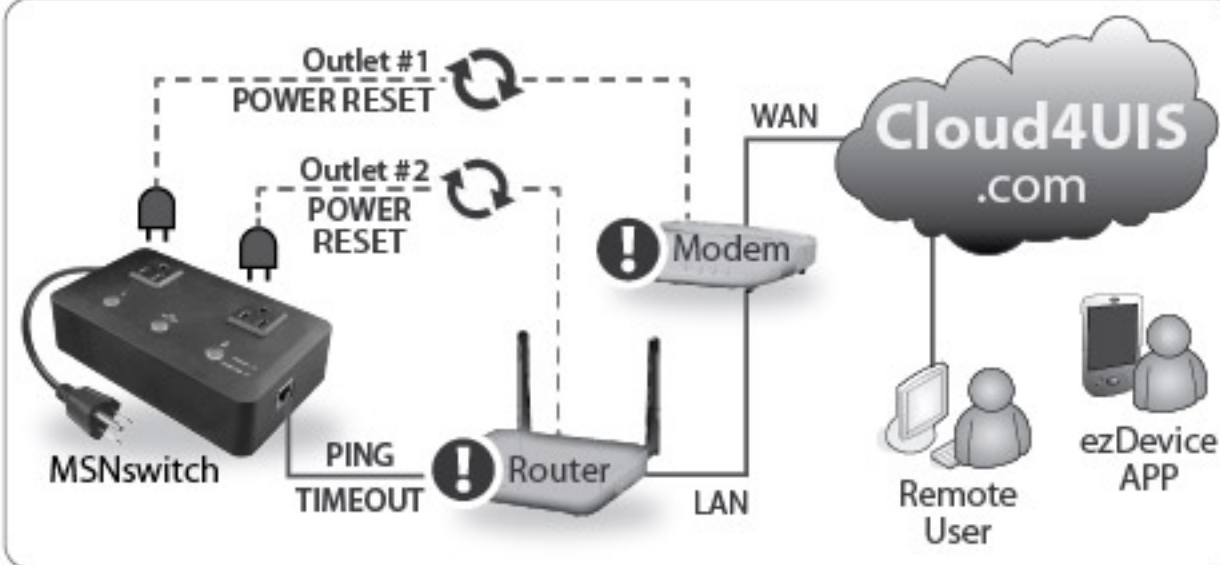 Outlet #1
POWER RESET
Outlet #2
POWER
RESET
WAN
Cloud4UIS
.com
Modem
MSNswitch
PING
TIMEOUT
Router
LAN
Remote
User
ezDevice
APP